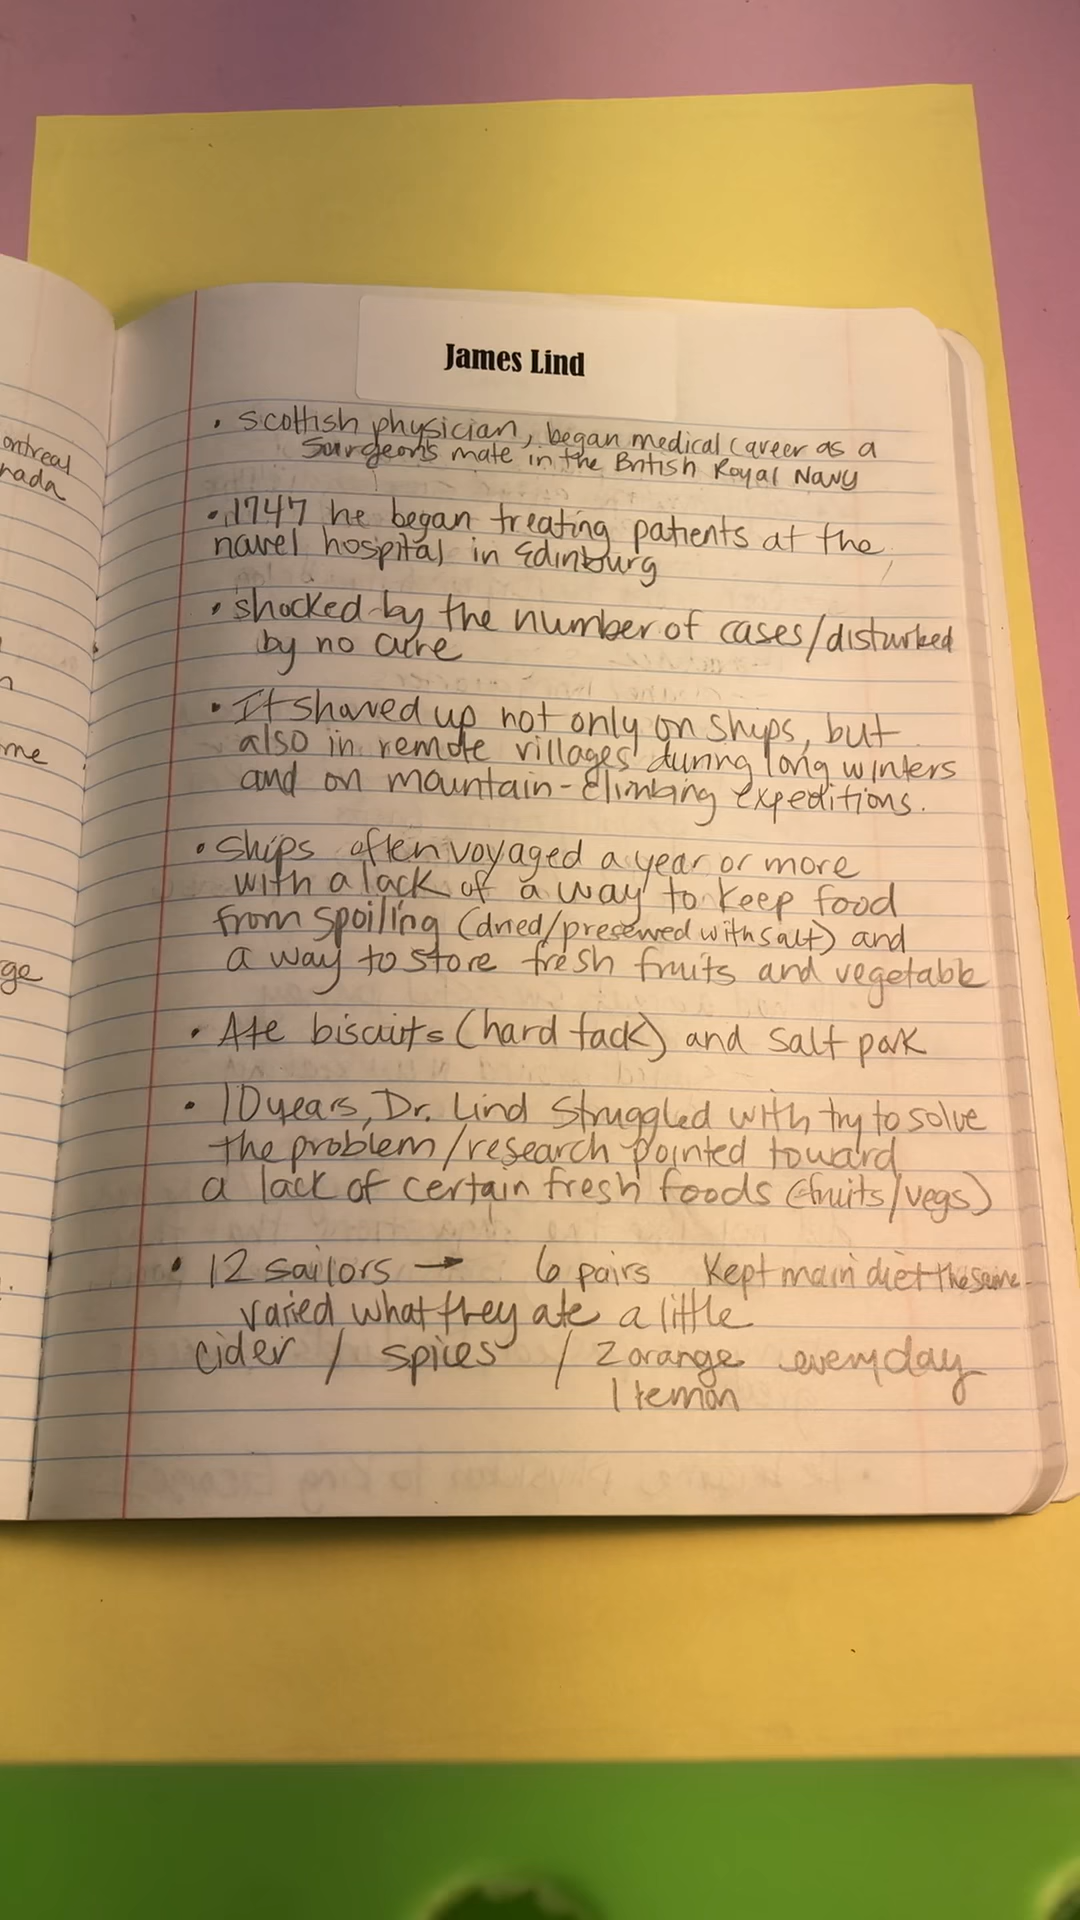 James Lind
• Scottish physician, began medical career as a
Surgeon's mate in the British Royal Navy
• 1747 he began treating patients at the
navel hospital in Edinburg
• shocked by the number of cases/disturbed
by no cure
• It showed up not only on ships, but
also in remote villages during long winters
and on mountain-climbing expeditions.
• ships often voyaged a year or more
with a lack of a way to keep food
from spoiling (dried/preserved with salt) and
a way to store fresh fruits and vegetable
• Ate biscuits (hard tack) and salt pork
• 10 years, Dr. Lind struggled with try to solve
the problem/research pointed toward
a lack of certain fresh foods (fruits/vegs)
• 12 sailors → 6 pairs Kept main diet the same
varied what they ate a little
cider / spices / 2 orange everyday
1 lemon
ontreal
nada
me
ge